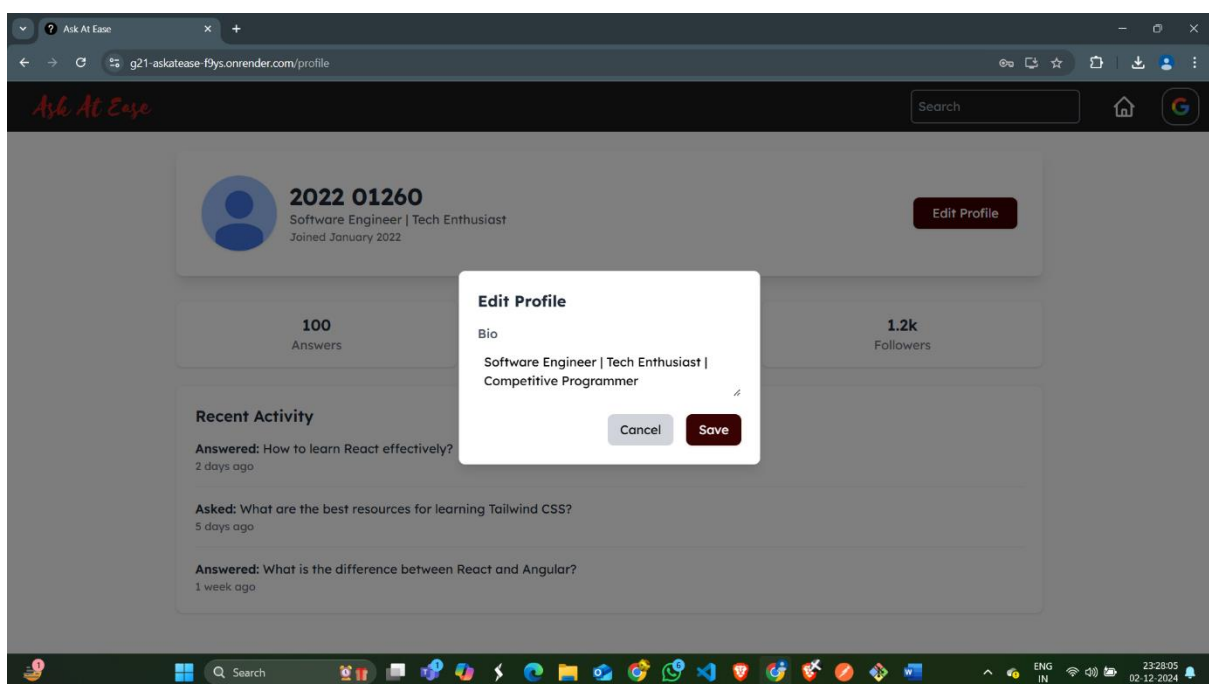 Ask At Ease
g21-askatease-f9ys.onrender.com/profile
Ask At Ease
Search
G
2022 01260
Software Engineer | Tech Enthusiast
Joined January 2022
Edit Profile
Edit Profile
Bio
Software Engineer | Tech Enthusiast |
Competitive Programmer
Cancel
Save
100
Answers
1.2k
Followers
Recent Activity
Answered: How to learn React effectively?
2 days ago
Asked: What are the best resources for learning Tailwind CSS?
5 days ago
Answered: What is the difference between React and Angular?
1 week ago
1
Search
ENG
IN
23:28:05
02-12-2024